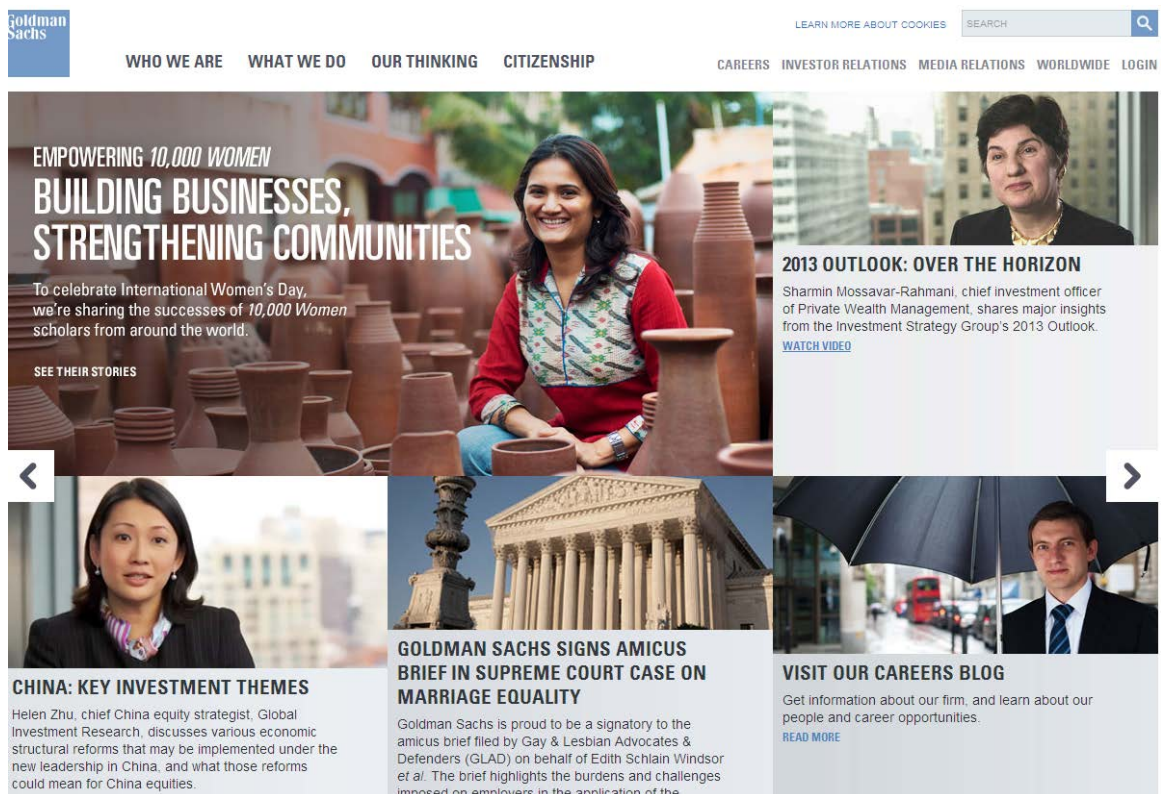 Goldman
Sachs
LEARN MORE ABOUT COOKIES
SEARCH
WHO WE ARE WHAT WE DO OUR THINKING CITIZENSHIP
CAREERS INVESTOR RELATIONS MEDIA RELATIONS WORLDWIDE LOGIN
EMPOWERING 10,000 WOMEN
BUILDING BUSINESSES,
STRENGTHENING COMMUNITIES
To celebrate International Women's Day,
we're sharing the successes of 10,000 Women
scholars from around the world.
SEE THEIR STORIES
2013 OUTLOOK: OVER THE HORIZON
Sharmin Mossavar-Rahmani, chief investment officer
of Private Wealth Management, shares major insights
from the Investment Strategy Group's 2013 Outlook.
WATCH VIDEO
CHINA: KEY INVESTMENT THEMES
Helen Zhu, chief China equity strategist, Global
Investment Research, discusses various economic
structural reforms that may be implemented under the
new leadership in China, and what those reforms
could mean for China equities.
GOLDMAN SACHS SIGNS AMICUS
BRIEF IN SUPREME COURT CASE ON
MARRIAGE EQUALITY
Goldman Sachs is proud to be a signatory to the
amicus brief filed by Gay & Lesbian Advocates &
Defenders (GLAD) on behalf of Edith Schlain Windsor
et al. The brief highlights the burdens and challenges
imposed on employers in the application of the
VISIT OUR CAREERS BLOG
Get information about our firm, and learn about our
people and career opportunities.
READ MORE